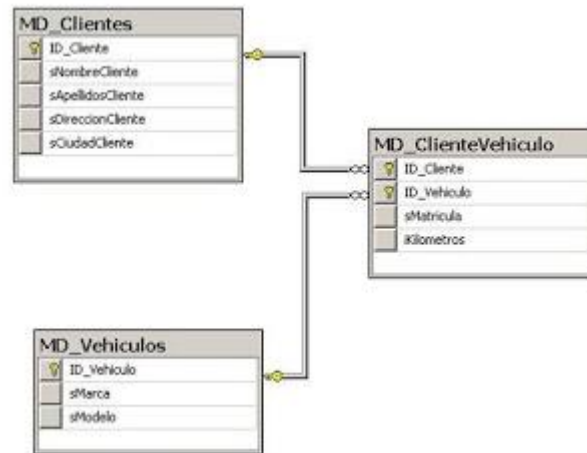 MD_Clientes
ID_Cliente
sNombreCliente
sApellidosCliente
sDireccionCliente
sCiudadCliente
MD_ClienteVehiculo
ID_Cliente
ID_Vehiculo
sMatricula
iKilometros
MD_Vehiculos
ID_Vehiculo
sMarca
sModelo